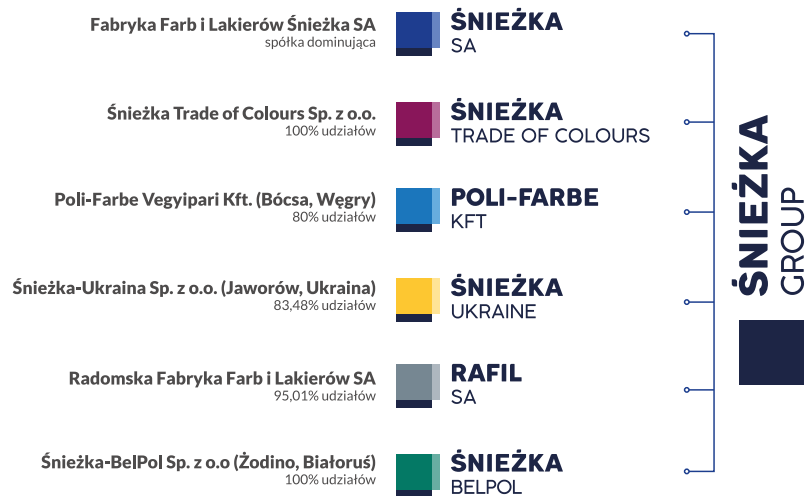 Fabryka Farb i Lakierów Śnieżka SA
spółka dominująca
ŚNIEŻKA
SA
Śnieżka Trade of Colours Sp. z o.o.
100% udziałów
ŚNIEŻKA
TRADE OF COLOURS
Poli-Farbe Vegyipari Kft. (Bócsa, Węgry)
80% udziałów
POLI-FARBE
KFT
Śnieżka-Ukraina Sp. z o.o. (Jaworów, Ukraina)
83,48% udziałów
ŚNIEŻKA
UKRAINE
Radomska Fabryka Farb i Lakierów SA
95,01% udziałów
RAFIL
SA
Śnieżka-BelPol Sp. z o.o (Żodino, Białoruś)
100% udziałów
ŚNIEŻKA
BELPOL
ŚNIEŻKA
GROUP